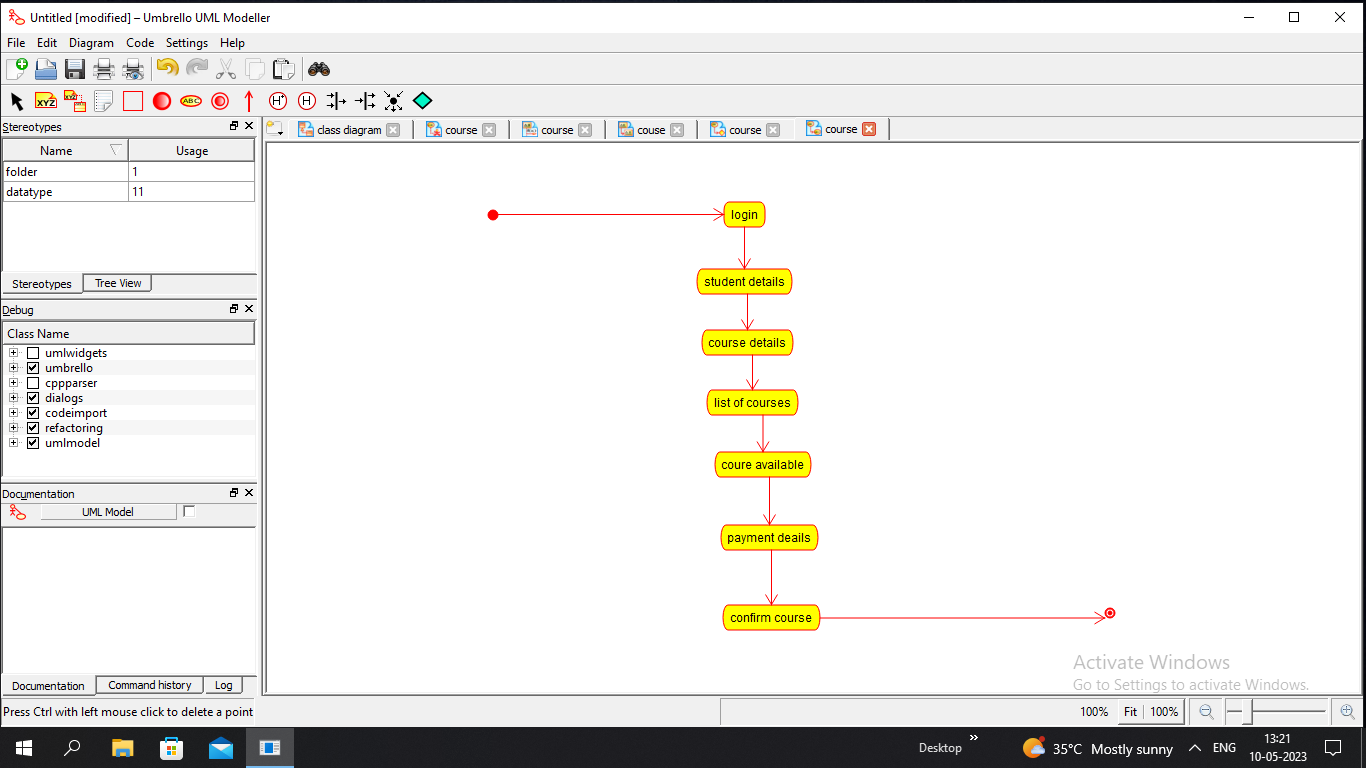 Untitled [modified] – Umbrello UML Modeller
File Edit Diagram Code Settings Help
XYZ XYZ ABC H* H
Stereotypes
Name Usage
folder 1
datatype 11
Stereotypes Tree View
Debug
Class Name
umlwidgets
umbrello
cppparser
dialogs
codeimport
refactoring
umlmodel
Documentation
UML Model
Documentation Command history Log
Press Ctrl with left mouse click to delete a point
class diagram course course couse course course
login
student details
course details
list of courses
coure available
payment deails
confirm course
Activate Windows
Go to Settings to activate Windows.
100% Fit 100%
Desktop » 35°C Mostly sunny ENG 13:21
10-05-2023